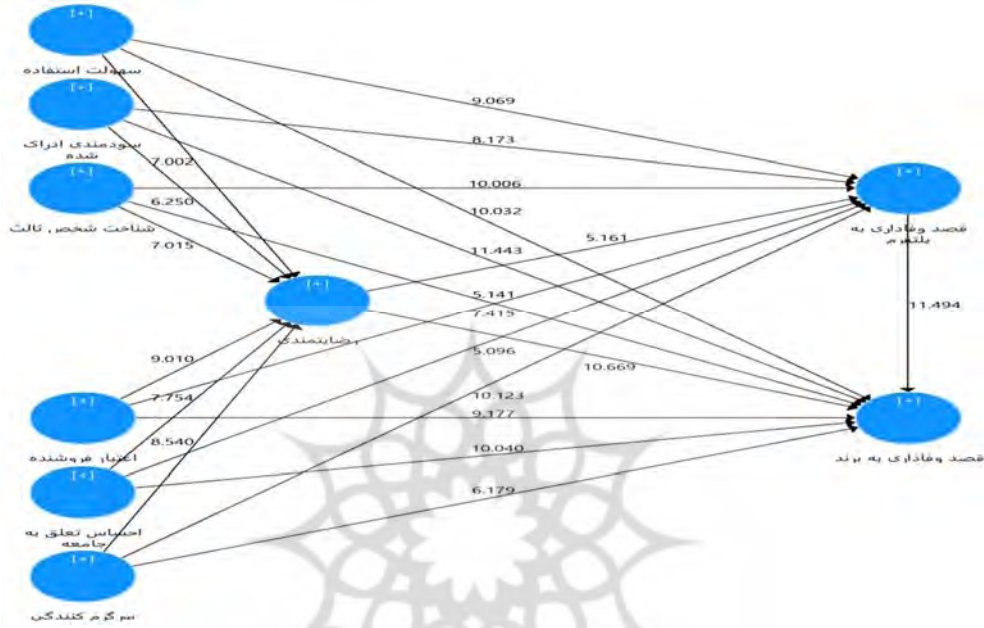 [+]
سهولت استفاده
[+]
سودمندی ادراک
شده
[+]
شناخت شخص ثالث
[+]
رضایتمندی
[+]
اعتبار فروشنده
[+]
احساس تعلق به
جامعه
[+]
سرگرم کنندگی
[+]
قصد وفاداری به
پلتفرم
[+]
قصد وفاداری به برند
9.069
8.173
7.002
10.006
6.250
10.032
7.015
5.161
11.443
5.141
7.415
11.494
9.010
5.096
10.669
7.754
10.123
9.177
8.540
10.040
6.179